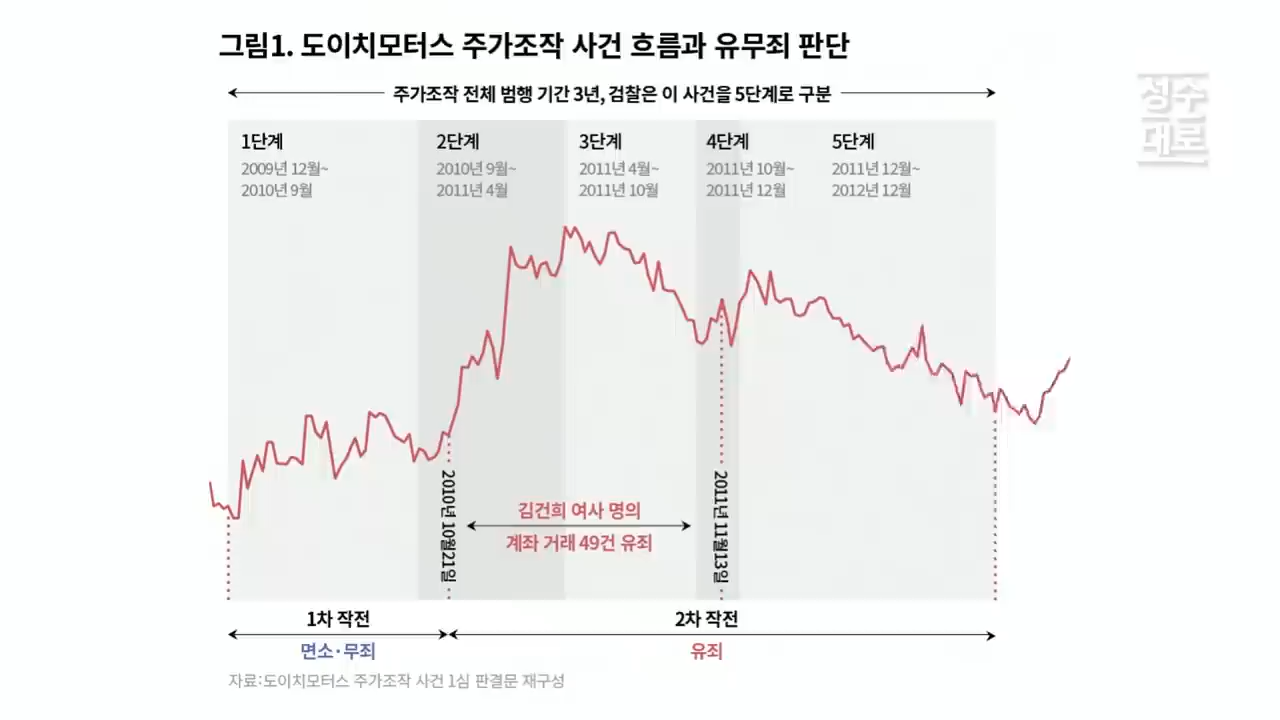 그림1. 도이치모터스 주가조작 사건 흐름과 유무죄 판단
성수
대로
주가조작 전체 범행 기간 3년, 검찰은 이 사건을 5단계로 구분
1단계
2009년 12월~
2010년 9월
2단계
2010년 9월~
2011년 4월
3단계
2011년 4월~
2011년 10월
4단계
2011년 10월~
2011년 12월
5단계
2011년 12월~
2012년 12월
2010년 10월21일
김건희 여사 명의
계좌 거래 49건 유죄
2011년 11월13일
1차 작전
면소·무죄
2차 작전
유죄
자료:도이치모터스 주가조작 사건 1심 판결문 재구성